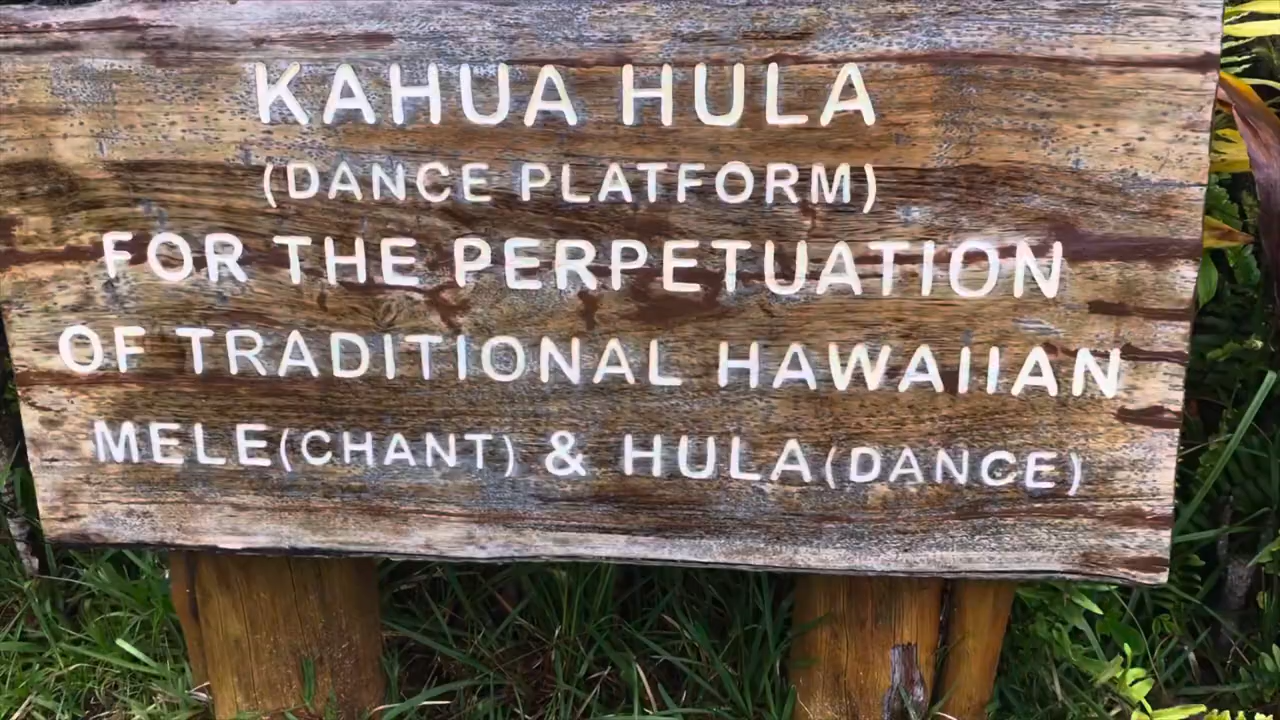 KAHUA HULA
(DANCE PLATFORM)
FOR THE PERPETUATION
OF TRADITIONAL HAWAIIAN
MELE(CHANT) & HULA(DANCE)